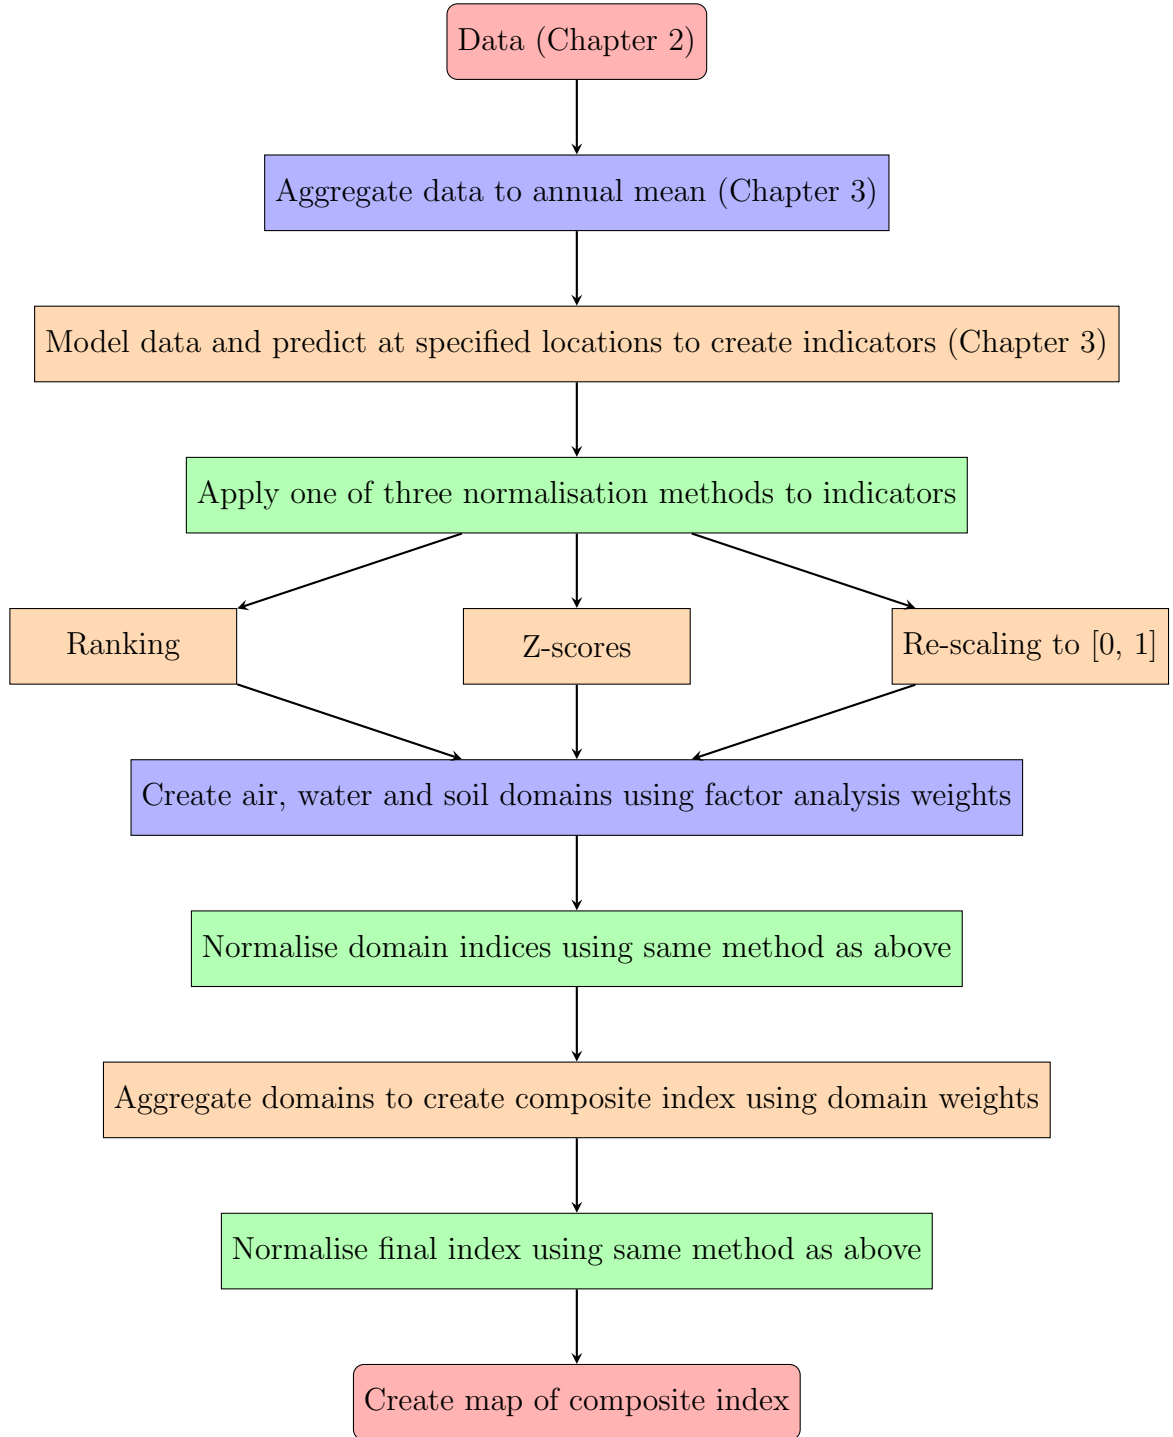 Data (Chapter 2)
Aggregate data to annual mean (Chapter 3)
Model data and predict at specified locations to create indicators (Chapter 3)
Apply one of three normalisation methods to indicators
Ranking
Z-scores
Re-scaling to [0, 1]
Create air, water and soil domains using factor analysis weights
Normalise domain indices using same method as above
Aggregate domains to create composite index using domain weights
Normalise final index using same method as above
Create map of composite index